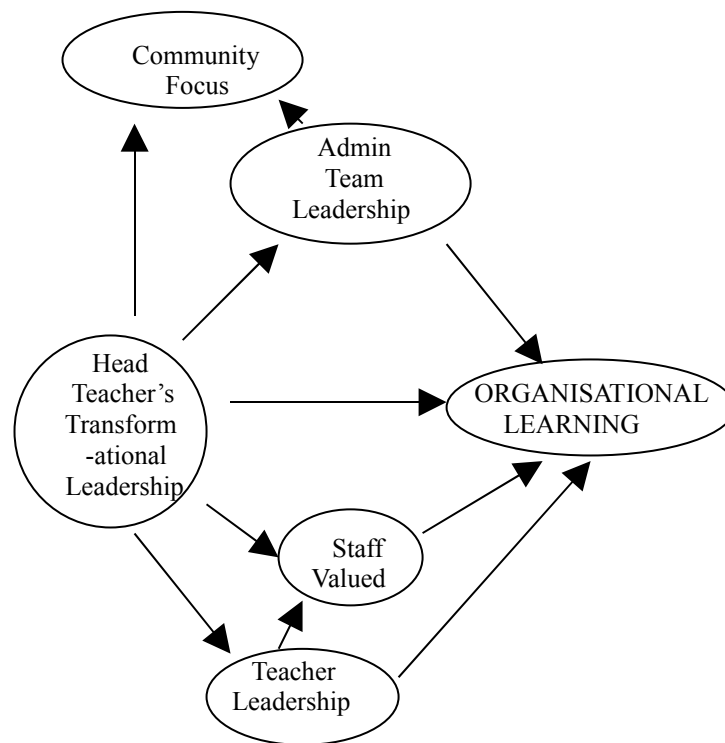 Community
Focus
Admin
Team
Leadership
Head
Teacher’s
Transform
-ational
Leadership
ORGANISATIONAL
LEARNING
Staff
Valued
Teacher
Leadership